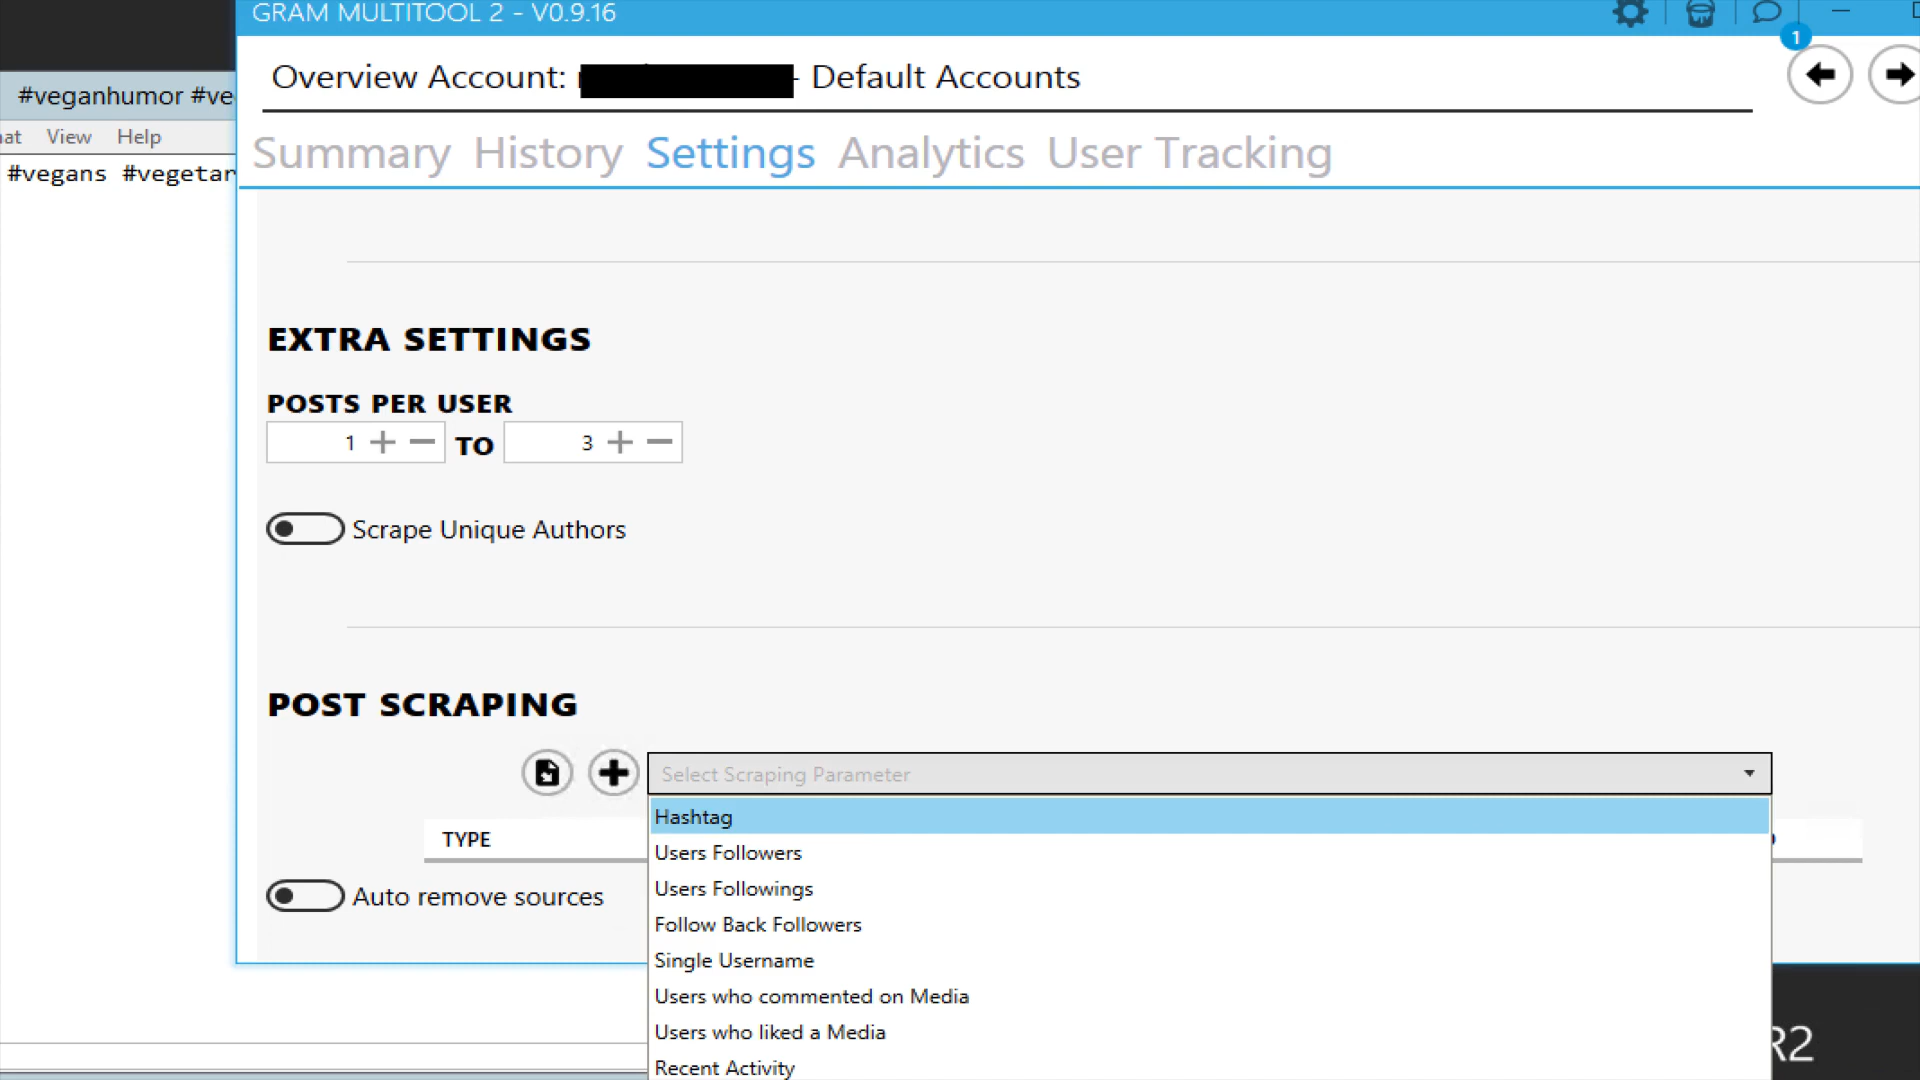 GRAM MULTITOOL 2 - V0.9.16
1
Overview Account: - Default Accounts
#veganhumor #ve
at View Help
Summary History Settings Analytics User Tracking
#vegans #vegetar
EXTRA SETTINGS
POSTS PER USER
1 TO 3
Scrape Unique Authors
POST SCRAPING
Select Scraping Parameter
Hashtag
TYPE
Users Followers
Users Followings
Auto remove sources
Follow Back Followers
Single Username
Users who commented on Media
Users who liked a Media
R2
Recent Activity